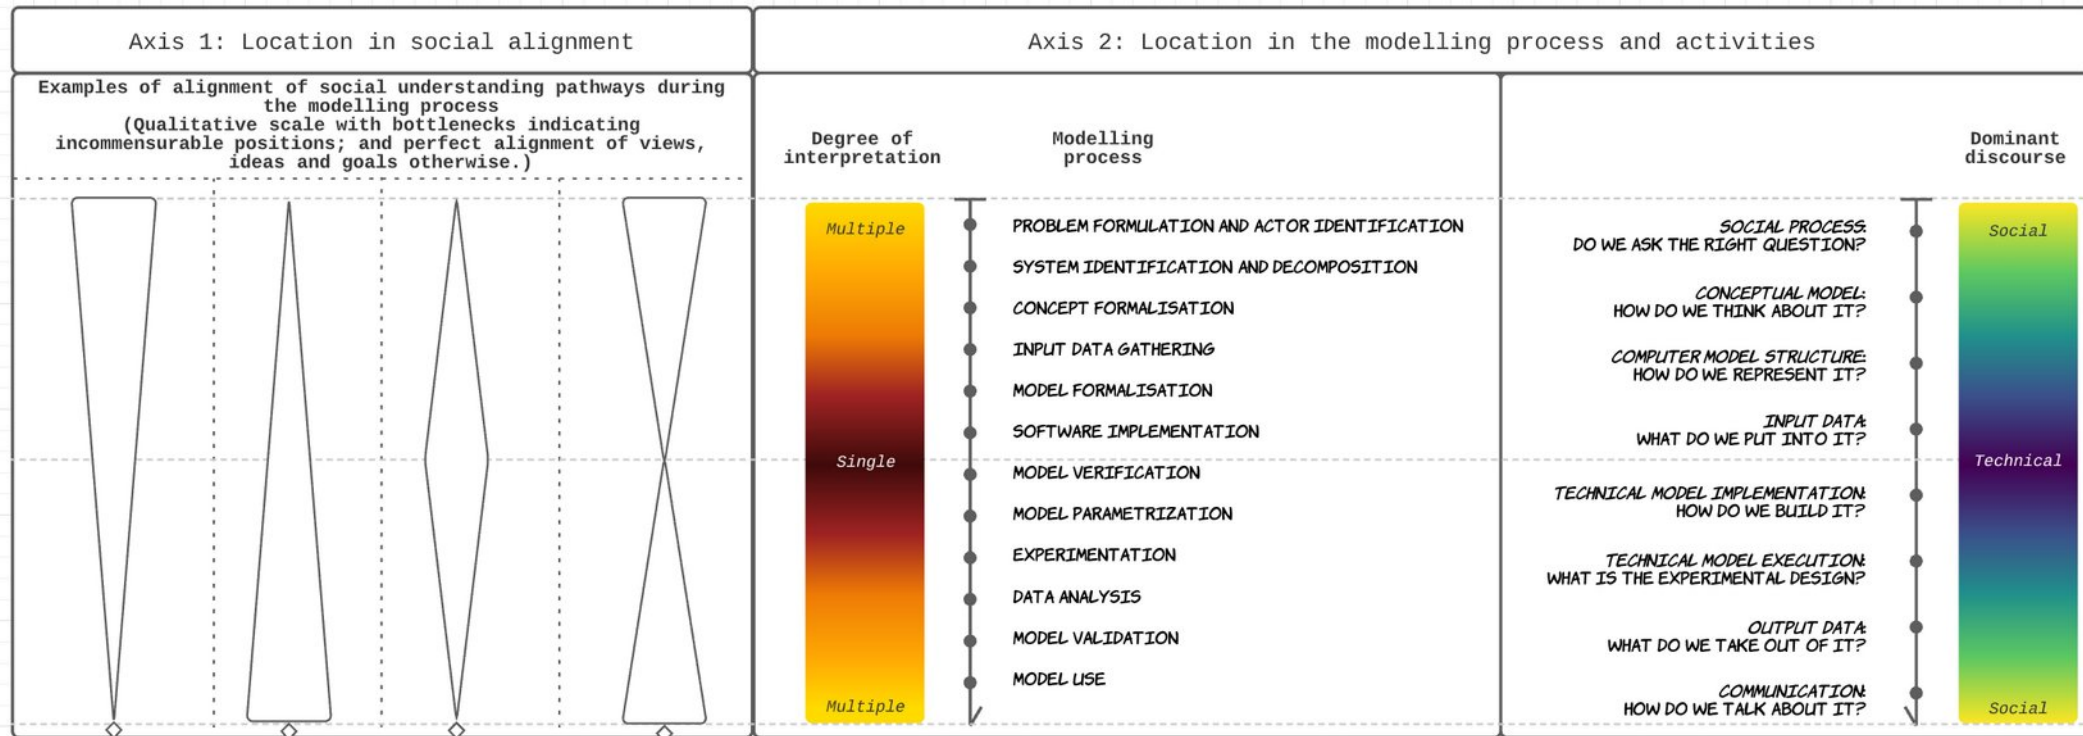 Axis 1: Location in social alignment
Axis 2: Location in the modelling process and activities
Examples of alignment of social understanding pathways during
the modelling process
(Qualitative scale with bottlenecks indicating
incommensurable positions; and perfect alignment of views,
ideas and goals otherwise.)
Degree of
interpretation
Multiple
Single
Multiple
Modelling
process
PROBLEM FORMULATION AND ACTOR IDENTIFICATION
SYSTEM IDENTIFICATION AND DECOMPOSITION
CONCEPT FORMALISATION
INPUT DATA GATHERING
MODEL FORMALISATION
SOFTWARE IMPLEMENTATION
MODEL VERIFICATION
MODEL PARAMETRIZATION
EXPERIMENTATION
DATA ANALYSIS
MODEL VALIDATION
MODEL USE
SOCIAL PROCESS:
DO WE ASK THE RIGHT QUESTION?
CONCEPTUAL MODEL:
HOW DO WE THINK ABOUT IT?
COMPUTER MODEL STRUCTURE:
HOW DO WE REPRESENT IT?
INPUT DATA:
WHAT DO WE PUT INTO IT?
TECHNICAL MODEL IMPLEMENTATION:
HOW DO WE BUILD IT?
TECHNICAL MODEL EXECUTION:
WHAT IS THE EXPERIMENTAL DESIGN?
OUTPUT DATA:
WHAT DO WE TAKE OUT OF IT?
COMMUNICATION:
HOW DO WE TALK ABOUT IT?
Dominant
discourse
Social
Technical
Social